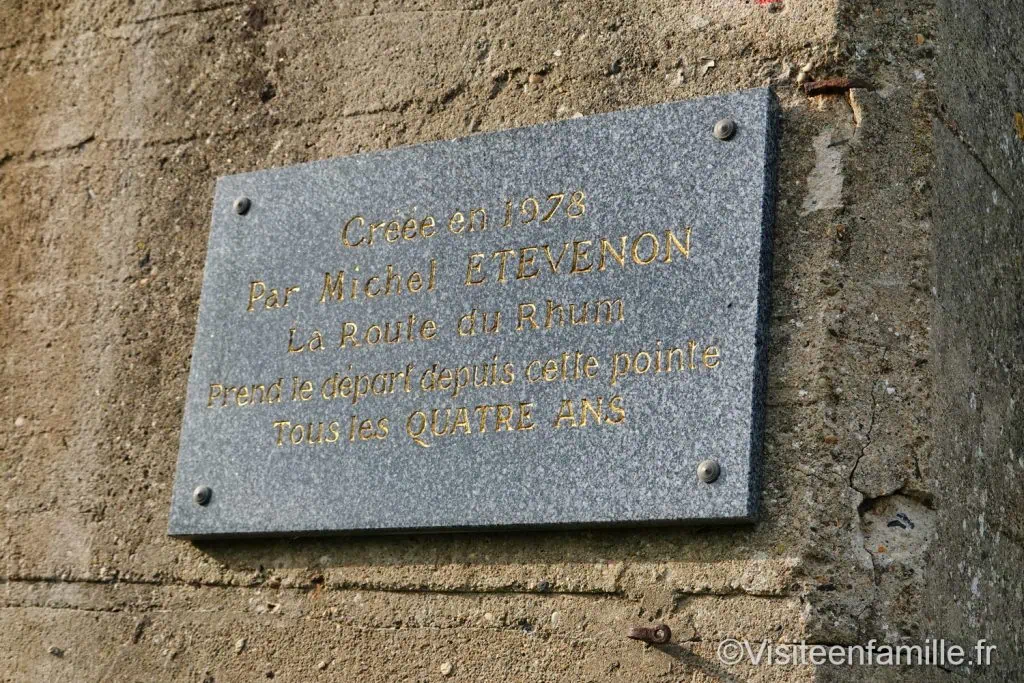 Créée en 1978
Par Michel ETEVENON
La Route du Rhum
Prend le départ depuis cette pointe
Tous les QUATRE ANS
©Visiteenfamille.fr